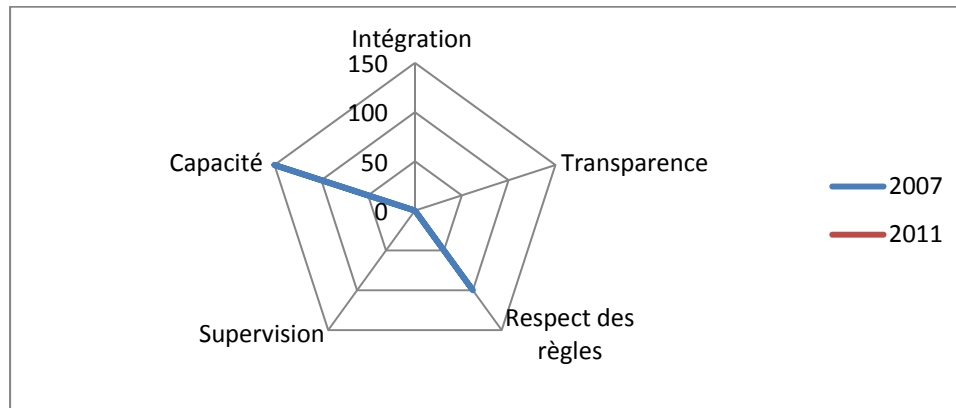 Intégration
150
100
50
0
Capacité
Transparence
Supervision
Respect des
règles
2007
2011